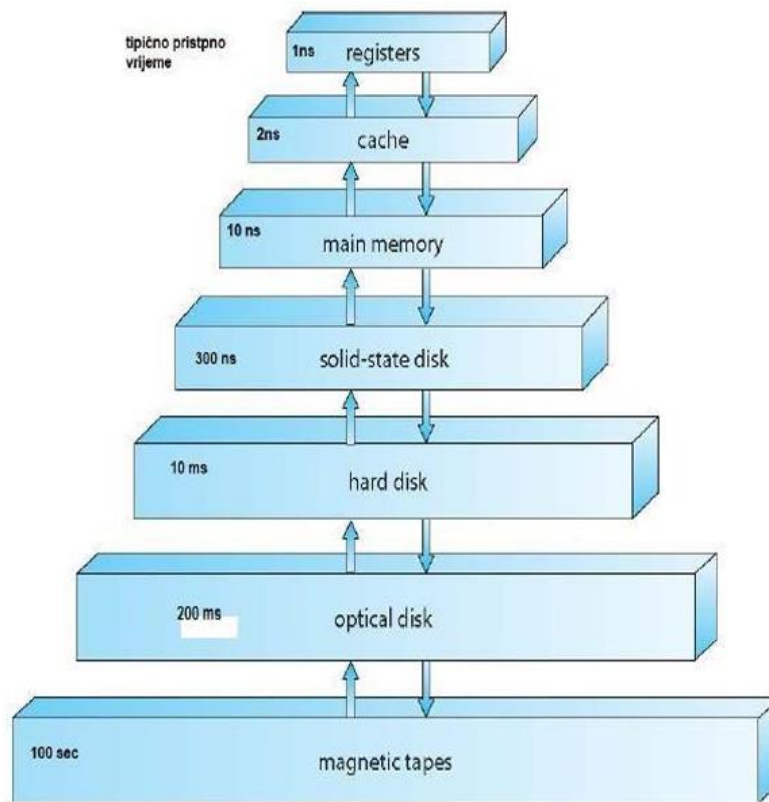 tipično pristpno
vrijeme
1ns registers
2ns cache
10 ns main memory
300 ns solid-state disk
10 ms hard disk
200 ms optical disk
100 sec magnetic tapes